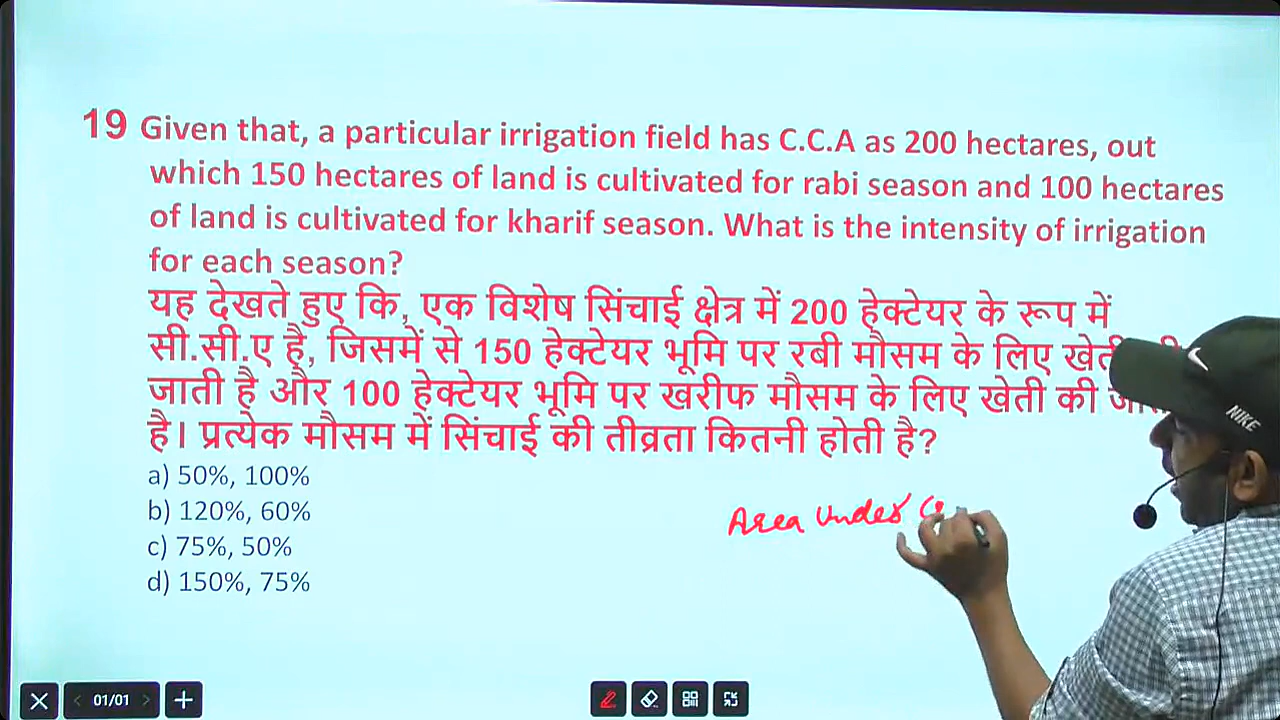 19 Given that, a particular irrigation field has C.C.A as 200 hectares, out
which 150 hectares of land is cultivated for rabi season and 100 hectares
of land is cultivated for kharif season. What is the intensity of irrigation
for each season?
यह देखते हुए कि, एक विशेष सिंचाई क्षेत्र में 200 हेक्टेयर के रूप में
सी.सी.ए है, जिसमें से 150 हेक्टेयर भूमि पर रबी मौसम के लिए
जाती है और 100 हेक्टेयर भूमि पर खरीफ मौसम के लिए खेती की
है। प्रत्येक मौसम में सिंचाई की तीव्रता कितनी होती है?
a) 50%, 100%
b) 120%, 60%
c) 75%, 50%
d) 150%, 75%
Area Under
NIKE
01/01